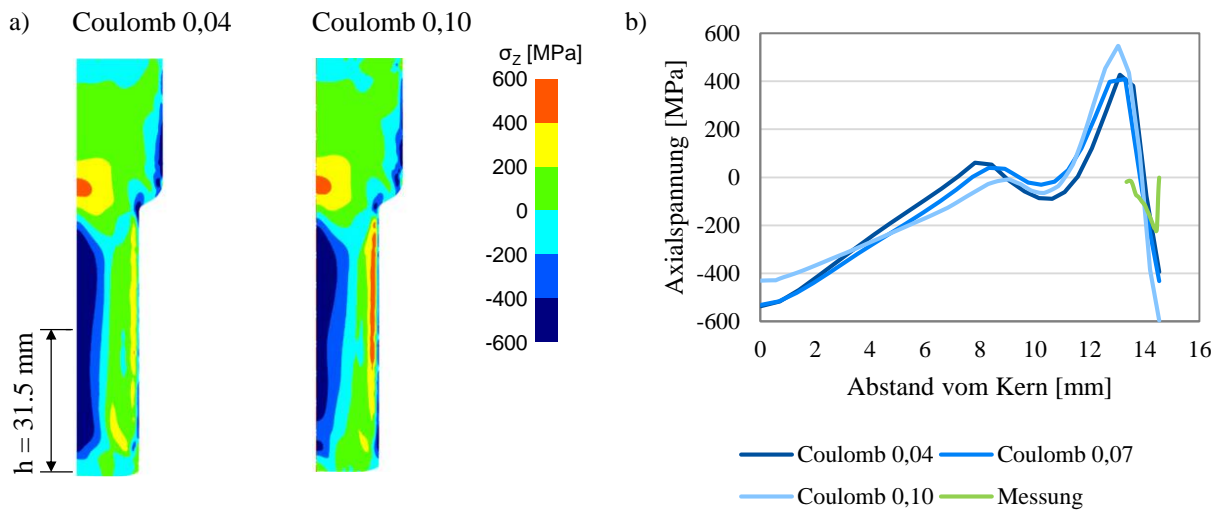 a)
Coulomb 0,04
Coulomb 0,10
σZ [MPa]
600
400
200
0
-200
-400
-600
h = 31.5 mm
b)
Axialspannung [MPa]
600
400
200
0
-200
-400
-600
0 2 4 6 8 10 12 14 16
Abstand vom Kern [mm]
Coulomb 0,04
Coulomb 0,07
Coulomb 0,10
Messung